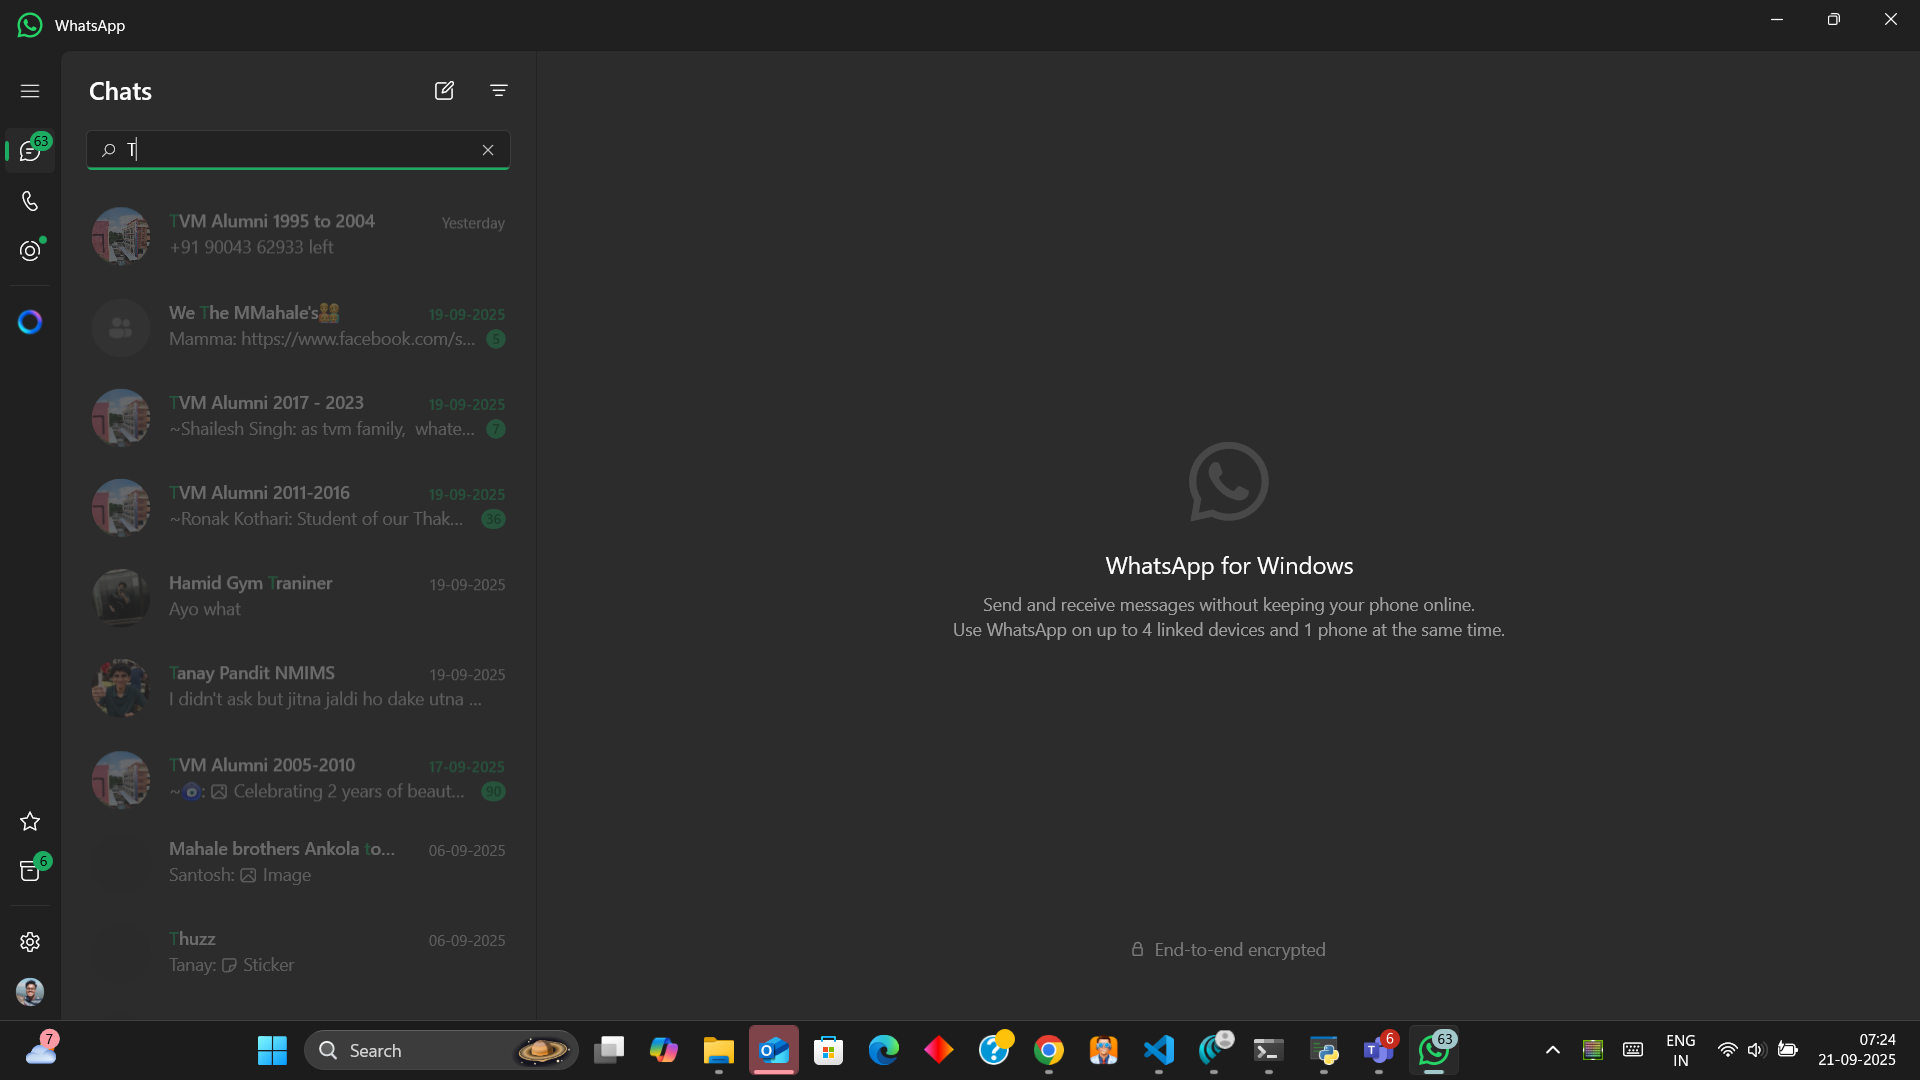 WhatsApp
Chats
63
T
TVM Alumni 1995 to 2004
Yesterday
+91 90043 62933 left
We The MMahale's👭
19-09-2025
Mamma: https://www.facebook.com/s...
5
TVM Alumni 2017 - 2023
19-09-2025
~Shailesh Singh: as tvm family, whate...
7
TVM Alumni 2011-2016
19-09-2025
~Ronak Kothari: Student of our Thak...
36
Hamid Gym Traniner
19-09-2025
Ayo what
Tanay Pandit NMIMS
19-09-2025
I didn't ask but jitna jaldi ho dake utna ...
TVM Alumni 2005-2010
17-09-2025
~🧿: Celebrating 2 years of beaut...
90
Mahale brothers Ankola to...
06-09-2025
Santosh: Image
6
Thuzz
06-09-2025
Tanay: Sticker
WhatsApp for Windows
Send and receive messages without keeping your phone online.
Use WhatsApp on up to 4 linked devices and 1 phone at the same time.
End-to-end encrypted
7
Search
6
63
ENG
IN
07:24
21-09-2025